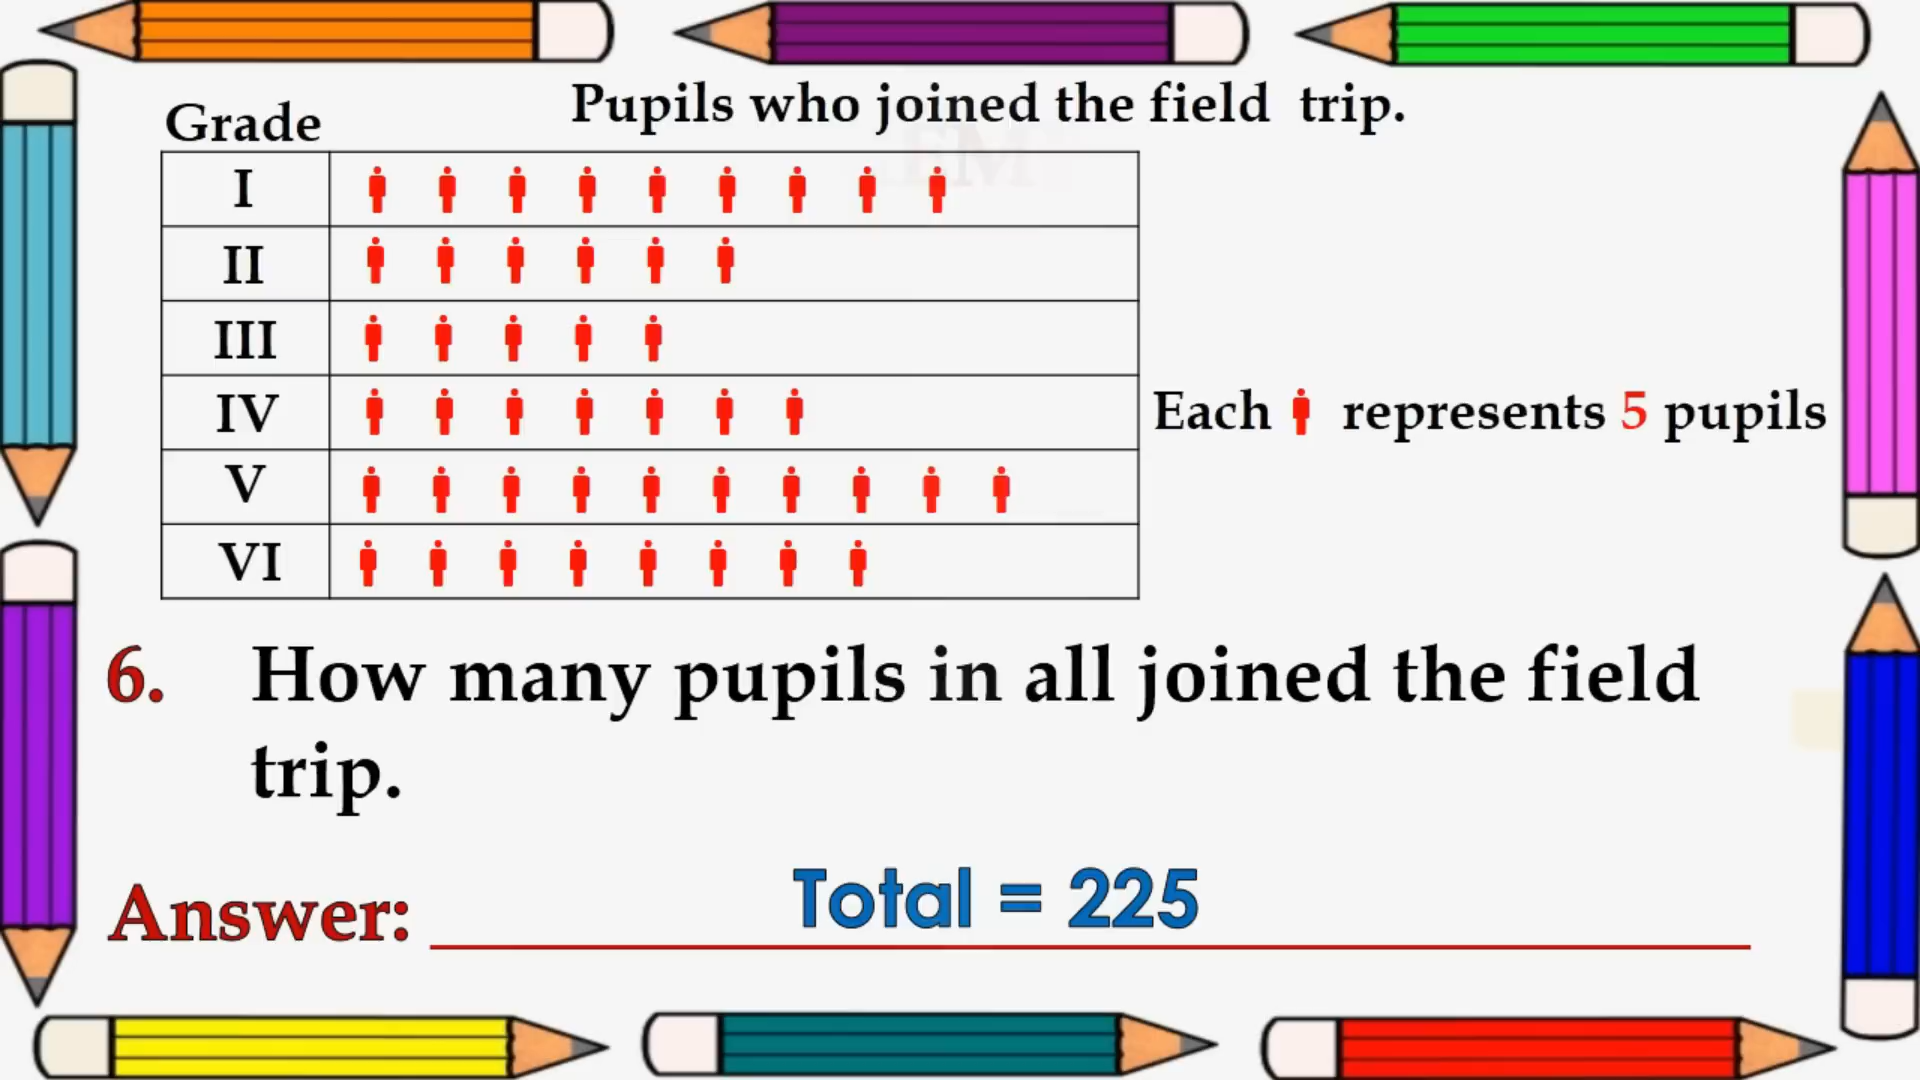 Pupils who joined the field trip.
Grade
I
II
III
IV
Each represents 5 pupils
V
VI
6. How many pupils in all joined the field
trip.
Total = 225
Answer: